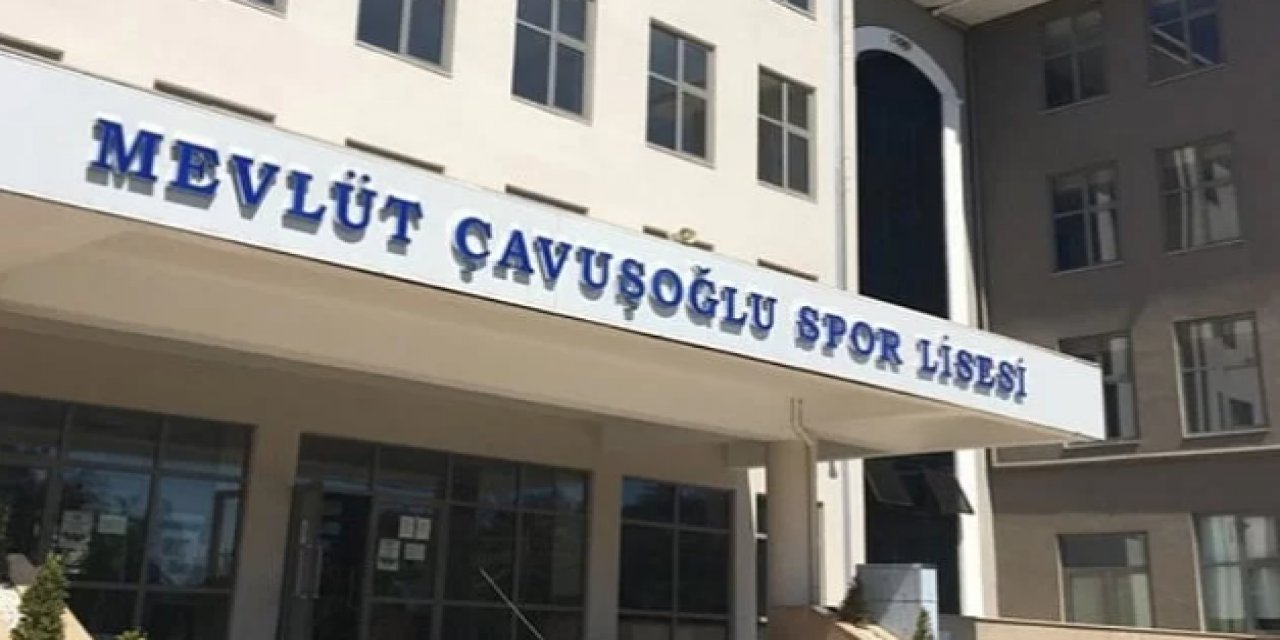 MEVLÜT ÇAVUŞOĞLU SPOR LİSESİ